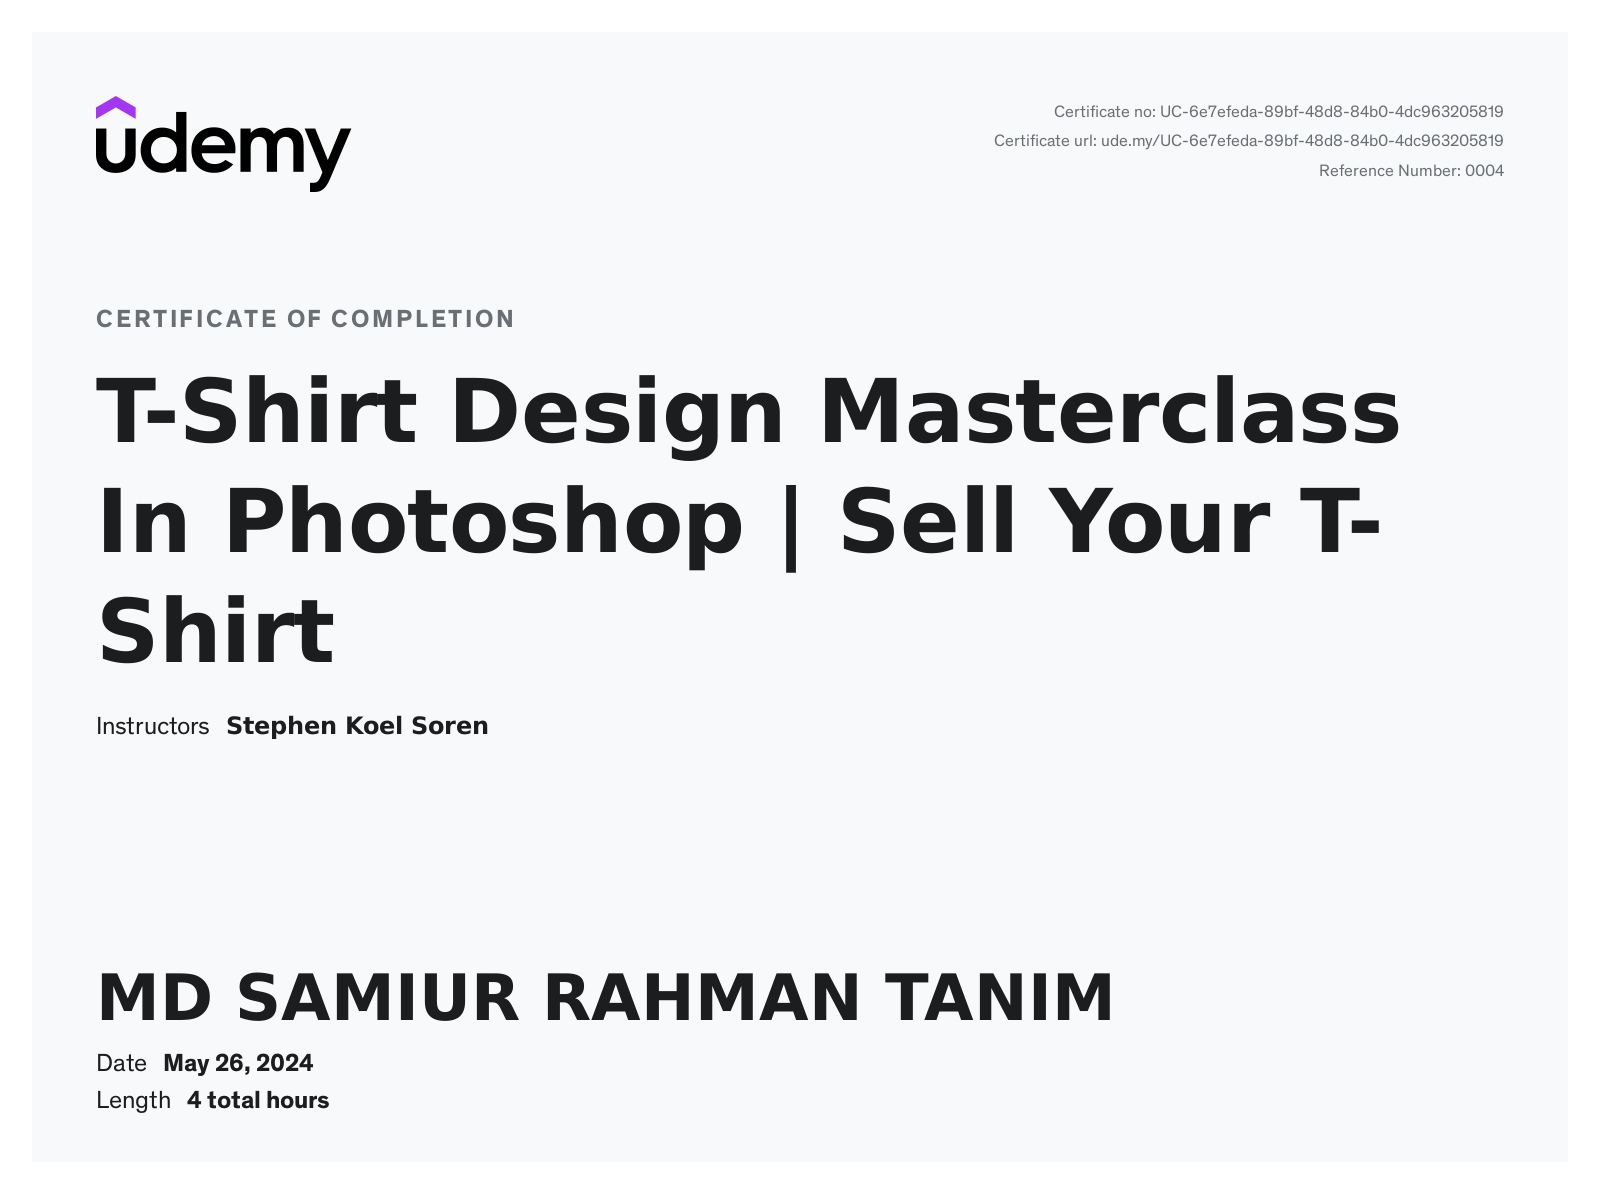 udemy
Certificate no: UC-6e7efeda-89bf-48d8-84b0-4dc963205819
Certificate url: ude.my/UC-6e7efeda-89bf-48d8-84b0-4dc963205819
Reference Number: 0004
CERTIFICATE OF COMPLETION
T-Shirt Design Masterclass
In Photoshop | Sell Your T-
Shirt
Instructors Stephen Koel Soren
MD SAMIUR RAHMAN TANIM
Date May 26, 2024
Length 4 total hours